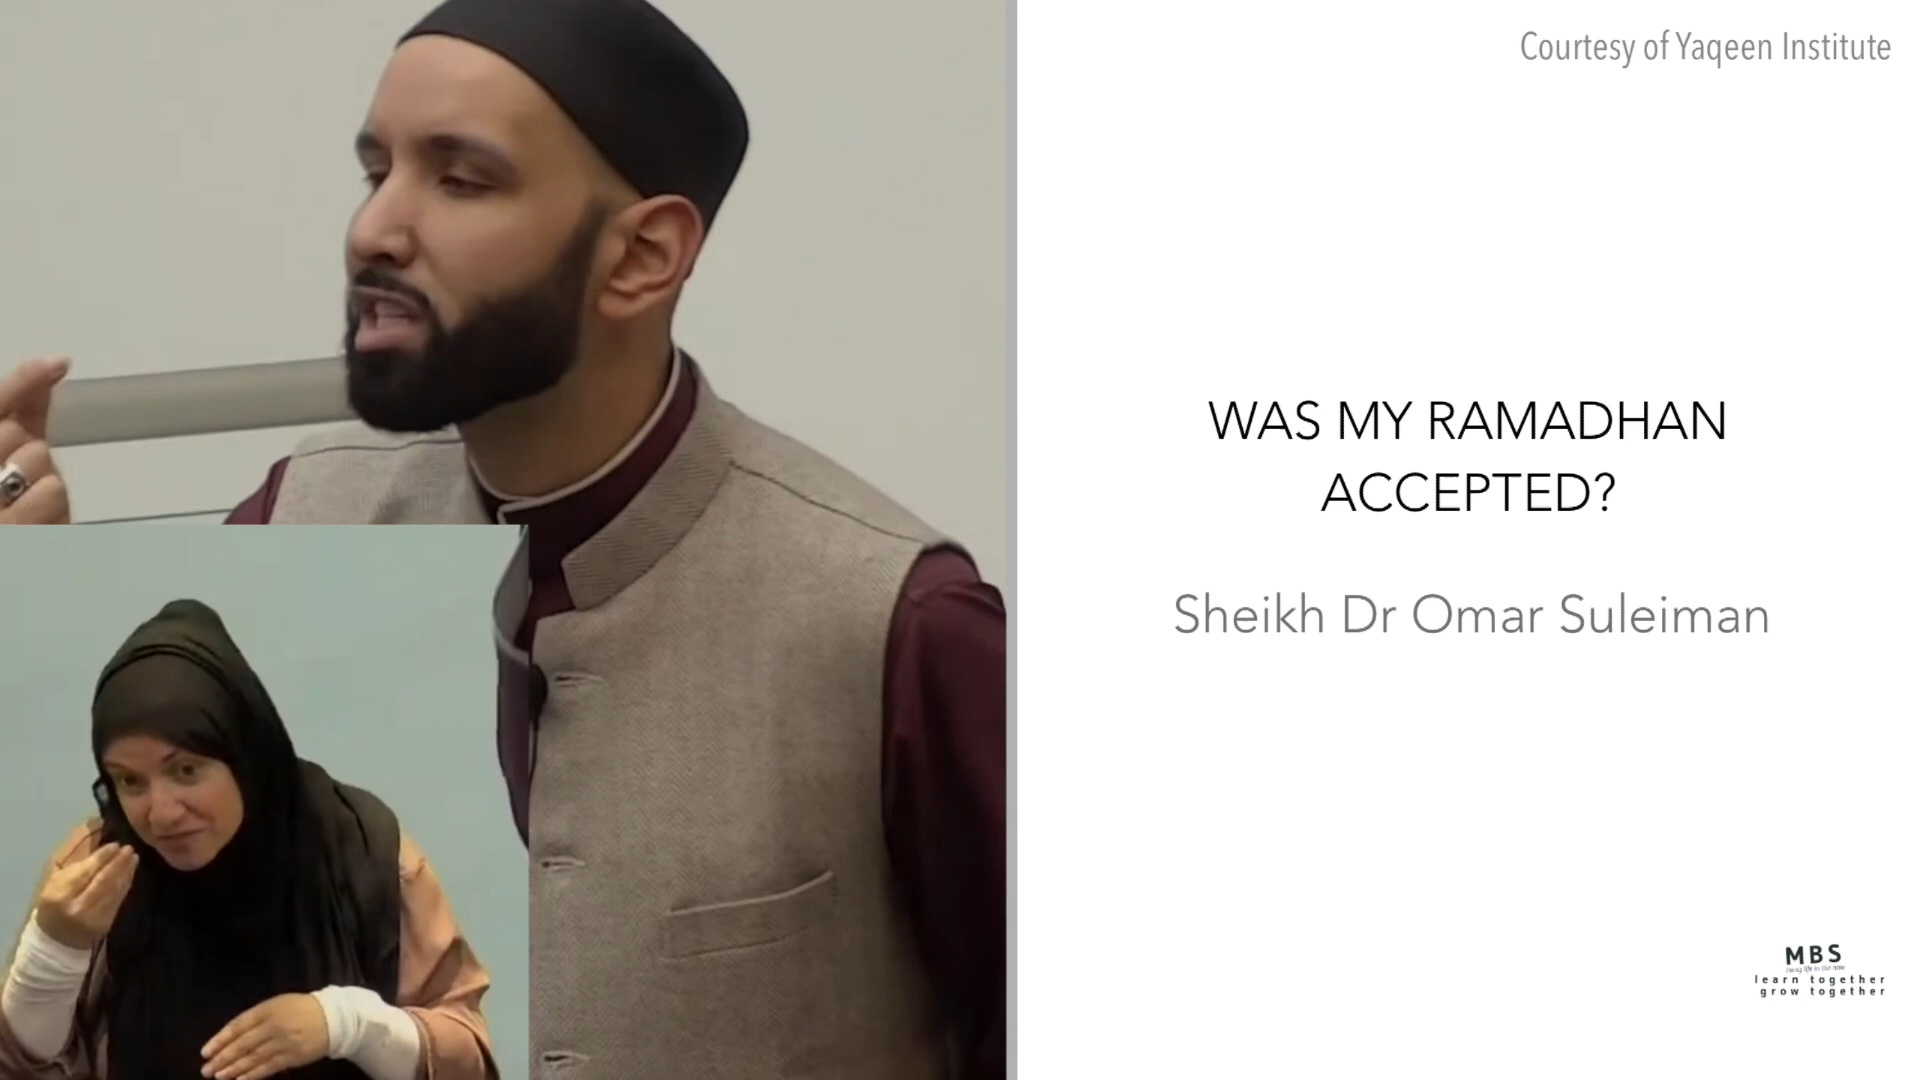 Courtesy of Yaqeen Institute
WAS MY RAMADHAN
ACCEPTED?
Sheikh Dr Omar Suleiman
MBS
learn together
grow together